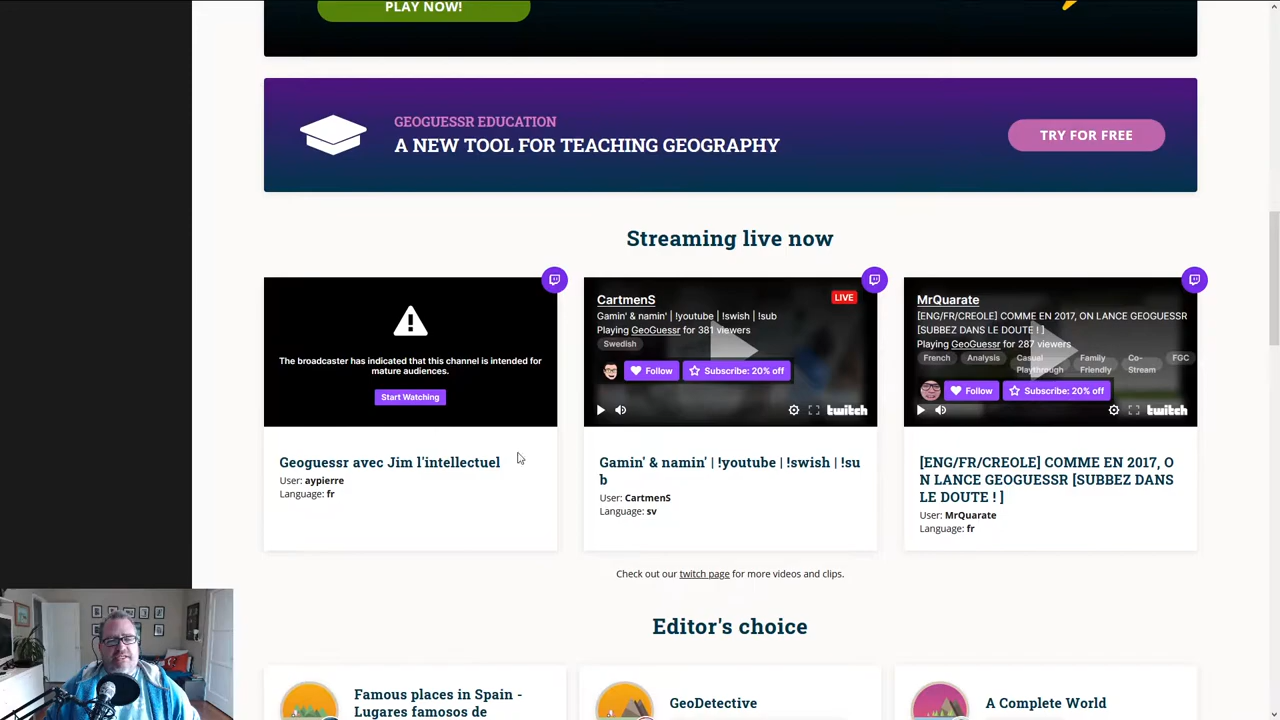 PLAY NOW!
GEOGUESSR EDUCATION
A NEW TOOL FOR TEACHING GEOGRAPHY
TRY FOR FREE
Streaming live now
The broadcaster has indicated that this channel is intended for
mature audiences.
Start Watching
Geoguessr avec Jim l'intellectuel
User: aypierre
Language: fr
CartmenS
LIVE
Gamin' & namin' | !youtube | !swish | !sub
Playing GeoGuessr for 381 viewers
Swedish
Follow
Subscribe: 20% off
twitch
Gamin' & namin' | !youtube | !swish | !su
b
User: CartmenS
Language: sv
MrQuarate
[ENG/FR/CREOLE] COMME EN 2017, ON LANCE GEOGUESSR
[SUBBEZ DANS LE DOUTE ! ]
Playing GeoGuessr for 287 viewers
French Analysis Casual Family Co- FGC
Playthrough Friendly Stream
Follow
Subscribe: 20% off
twitch
[ENG/FR/CREOLE] COMME EN 2017, O
N LANCE GEOGUESSR [SUBBEZ DANS
LE DOUTE ! ]
User: MrQuarate
Language: fr
Check out our twitch page for more videos and clips.
Editor's choice
Famous places in Spain -
Lugares famosos de
GeoDetective
A Complete World